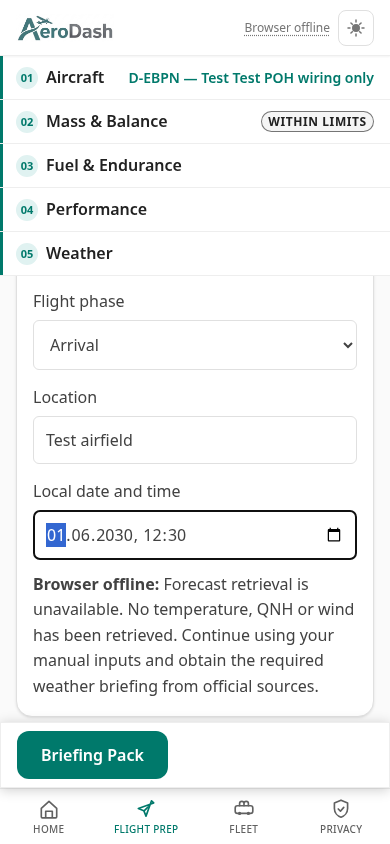 AeroDash
Browser offline
01 Aircraft D-EBPN — Test Test POH wiring only
02 Mass & Balance WITHIN LIMITS
03 Fuel & Endurance
04 Performance
05 Weather
Flight phase
Arrival
Location
Test airfield
Local date and time
01.06.2030, 12:30
Browser offline: Forecast retrieval is
unavailable. No temperature, QNH or wind
has been retrieved. Continue using your
manual inputs and obtain the required
weather briefing from official sources.
Briefing Pack
HOME FLIGHT PREP FLEET PRIVACY